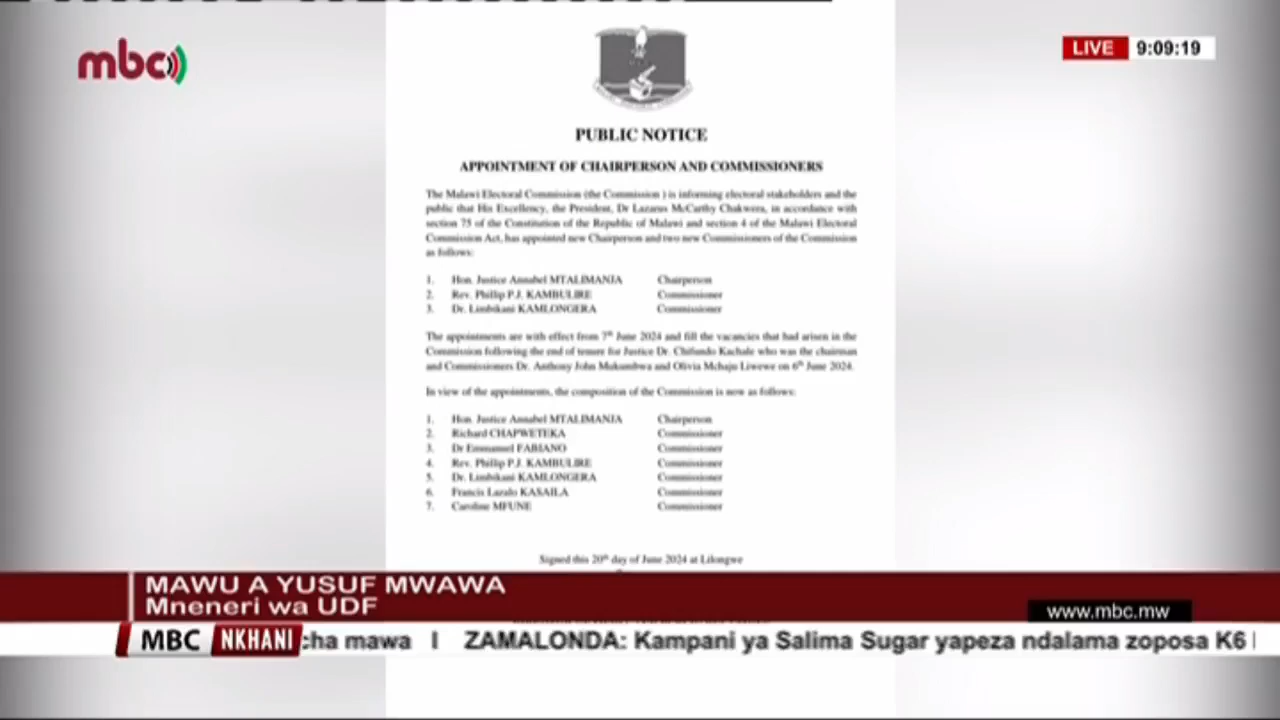 mbc
LIVE 9:09:19
PUBLIC NOTICE
APPOINTMENT OF CHAIRPERSON AND COMMISSIONERS
The Malawi Electoral Commission (the Commission ) is informing electoral stakeholders and the
public that His Excellency, the President, Dr Lazarus McCarthy Chakwera, in accordance with
section 75 of the Constitution of the Republic of Malawi and section 4 of the Malawi Electoral
Commission Act, has appointed new Chairperson and two new Commissioners of the Commission
as follows:
1. Hon. Justice Annabel MTALIMANJA Chairperson
2. Rev. Phillip P.J. KAMBULIRE Commissioner
3. Dr. Limbikani KAMLONGERA Commissioner
The appointments are with effect from 7th June 2024 and fill the vacancies that had arisen in the
Commission following the end of tenure for Justice Dr. Chifundo Kachale who was the chairman
and Commissioners Dr. Anthony John Mukumbwa and Olivia Mchaju Liwewe on 6th June 2024.
In view of the appointments, the composition of the Commission is now as follows:
1. Hon. Justice Annabel MTALIMANJA Chairperson
2. Richard CHAPWETEKA Commissioner
3. Dr Emmanuel FABIANO Commissioner
4. Rev. Phillip P.J. KAMBULIRE Commissioner
5. Dr. Limbikani KAMLONGERA Commissioner
6. Francis Lazalo KASAILA Commissioner
7. Caroline MFUNE Commissioner
Signed this 20th day of June 2024 at Lilongwe
MAWU A YUSUF MWAWA
Mneneri wa UDF
www.mbc.mw
MBC NKHANI cha mawa I ZAMALONDA: Kampani ya Salima Sugar yapeza ndalama zoposa K6